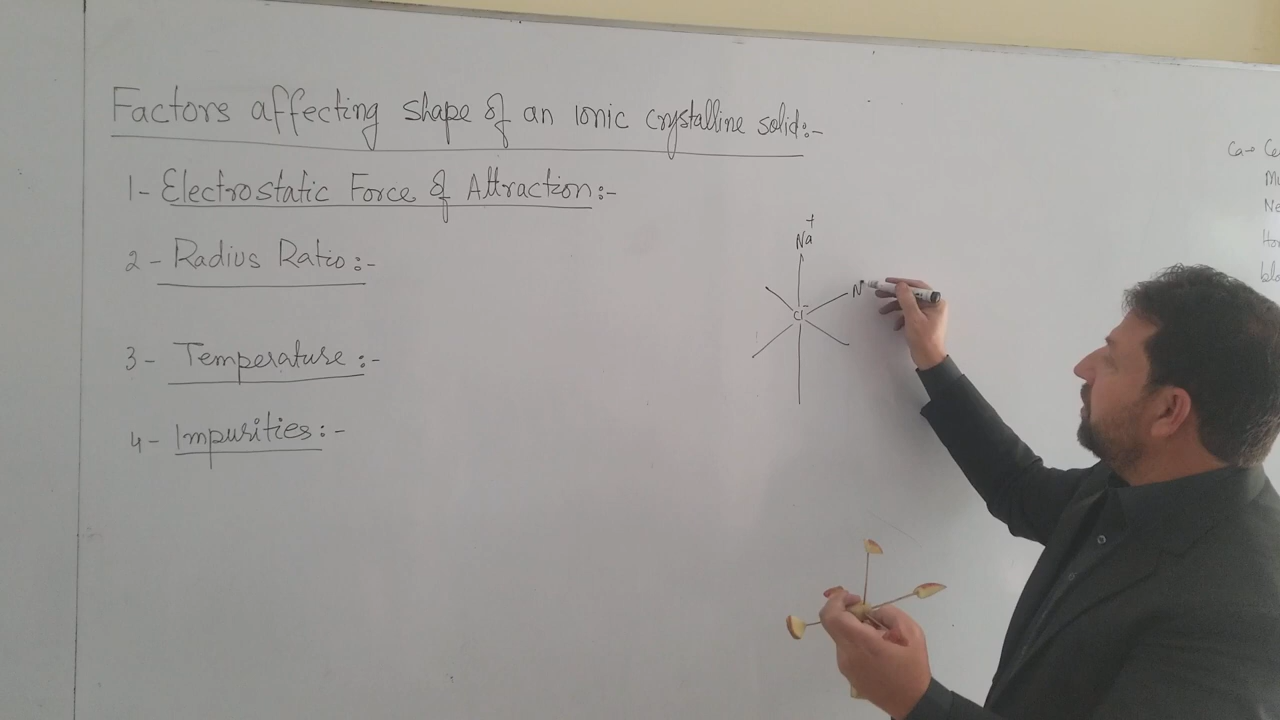 Factors affecting shape of an ionic crystalline solid:-
1- Electrostatic Force of Attraction:-
2- Radius Ratio:-
3- Temperature:-
4- Impurities:-
Na+
N
Cl-
Ca→